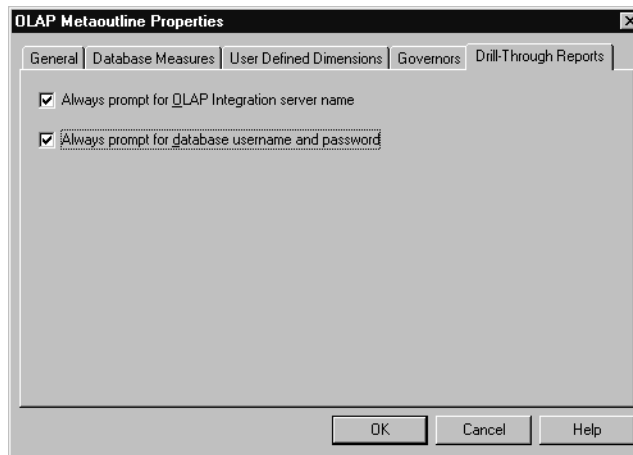 OLAP Metaoutline Properties
General Database Measures User Defined Dimensions Governors Drill-Through Reports
Always prompt for OLAP Integration server name
Always prompt for database username and password
OK Cancel Help